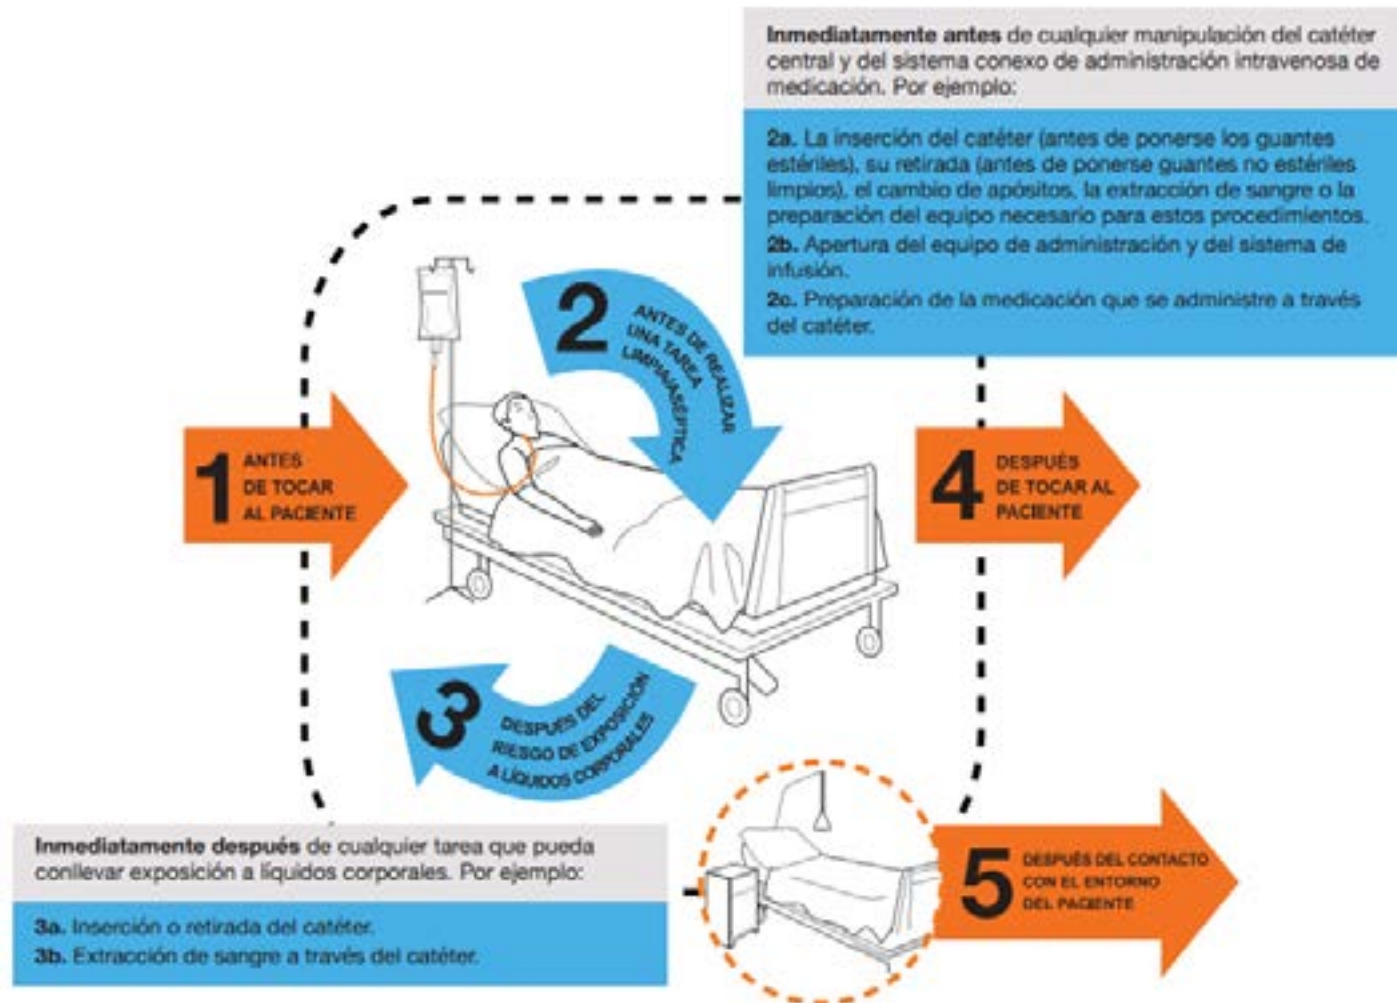 Inmediatamente antes de cualquier manipulación del catéter
central y del sistema conexo de administración intravenosa de
medicación. Por ejemplo:
2a. La inserción del catéter (antes de ponerse los guantes
estériles), su retirada (antes de ponerse guantes no estériles
limpios), el cambio de apósitos, la extracción de sangre o la
preparación del equipo necesario para estos procedimientos.
2b. Apertura del equipo de administración y del sistema de
infusión.
2c. Preparación de la medicación que se administre a través
del catéter.
2
ANTES DE REALIZAR
UNA TAREA
LIMPIA/ASÉPTICA
1
ANTES
DE TOCAR
AL PACIENTE
4
DESPUÉS
DE TOCAR AL
PACIENTE
3
DESPUÉS DEL
RIESGO DE EXPOSICIÓN
A LÍQUIDOS CORPORALES
Inmediatamente después de cualquier tarea que pueda
conllevar exposición a líquidos corporales. Por ejemplo:
3a. Inserción o retirada del catéter.
3b. Extracción de sangre a través del catéter.
5
DESPUÉS DEL CONTACTO
CON EL ENTORNO
DEL PACIENTE